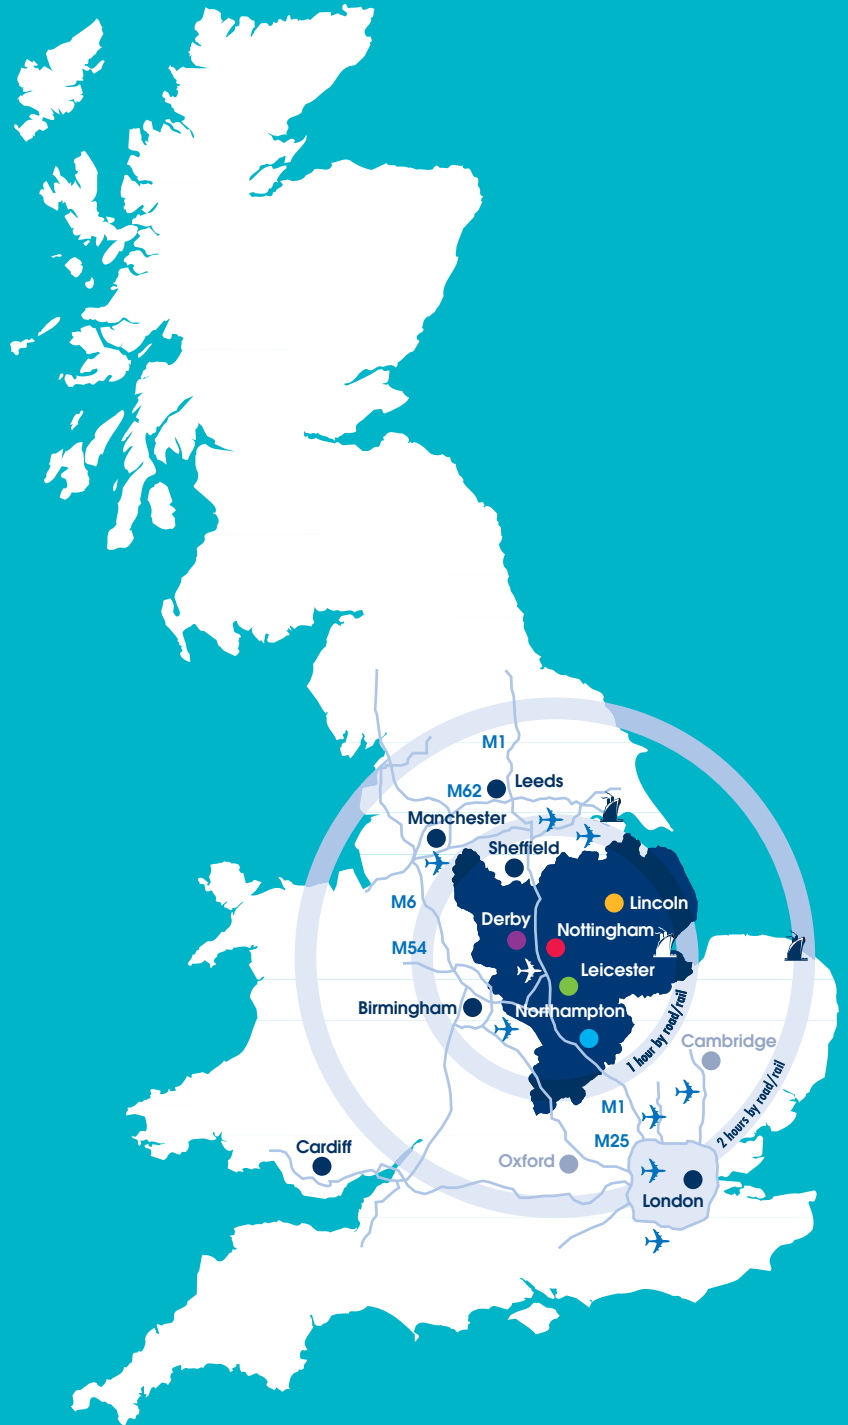 M1
Leeds
M62
Manchester
Sheffield
M6
Lincoln
Derby
Nottingham
M54
Leicester
Birmingham
Northampton
1 hour by road/rail
Cambridge
2 hours by road/rail
M1
M25
Cardiff
Oxford
London